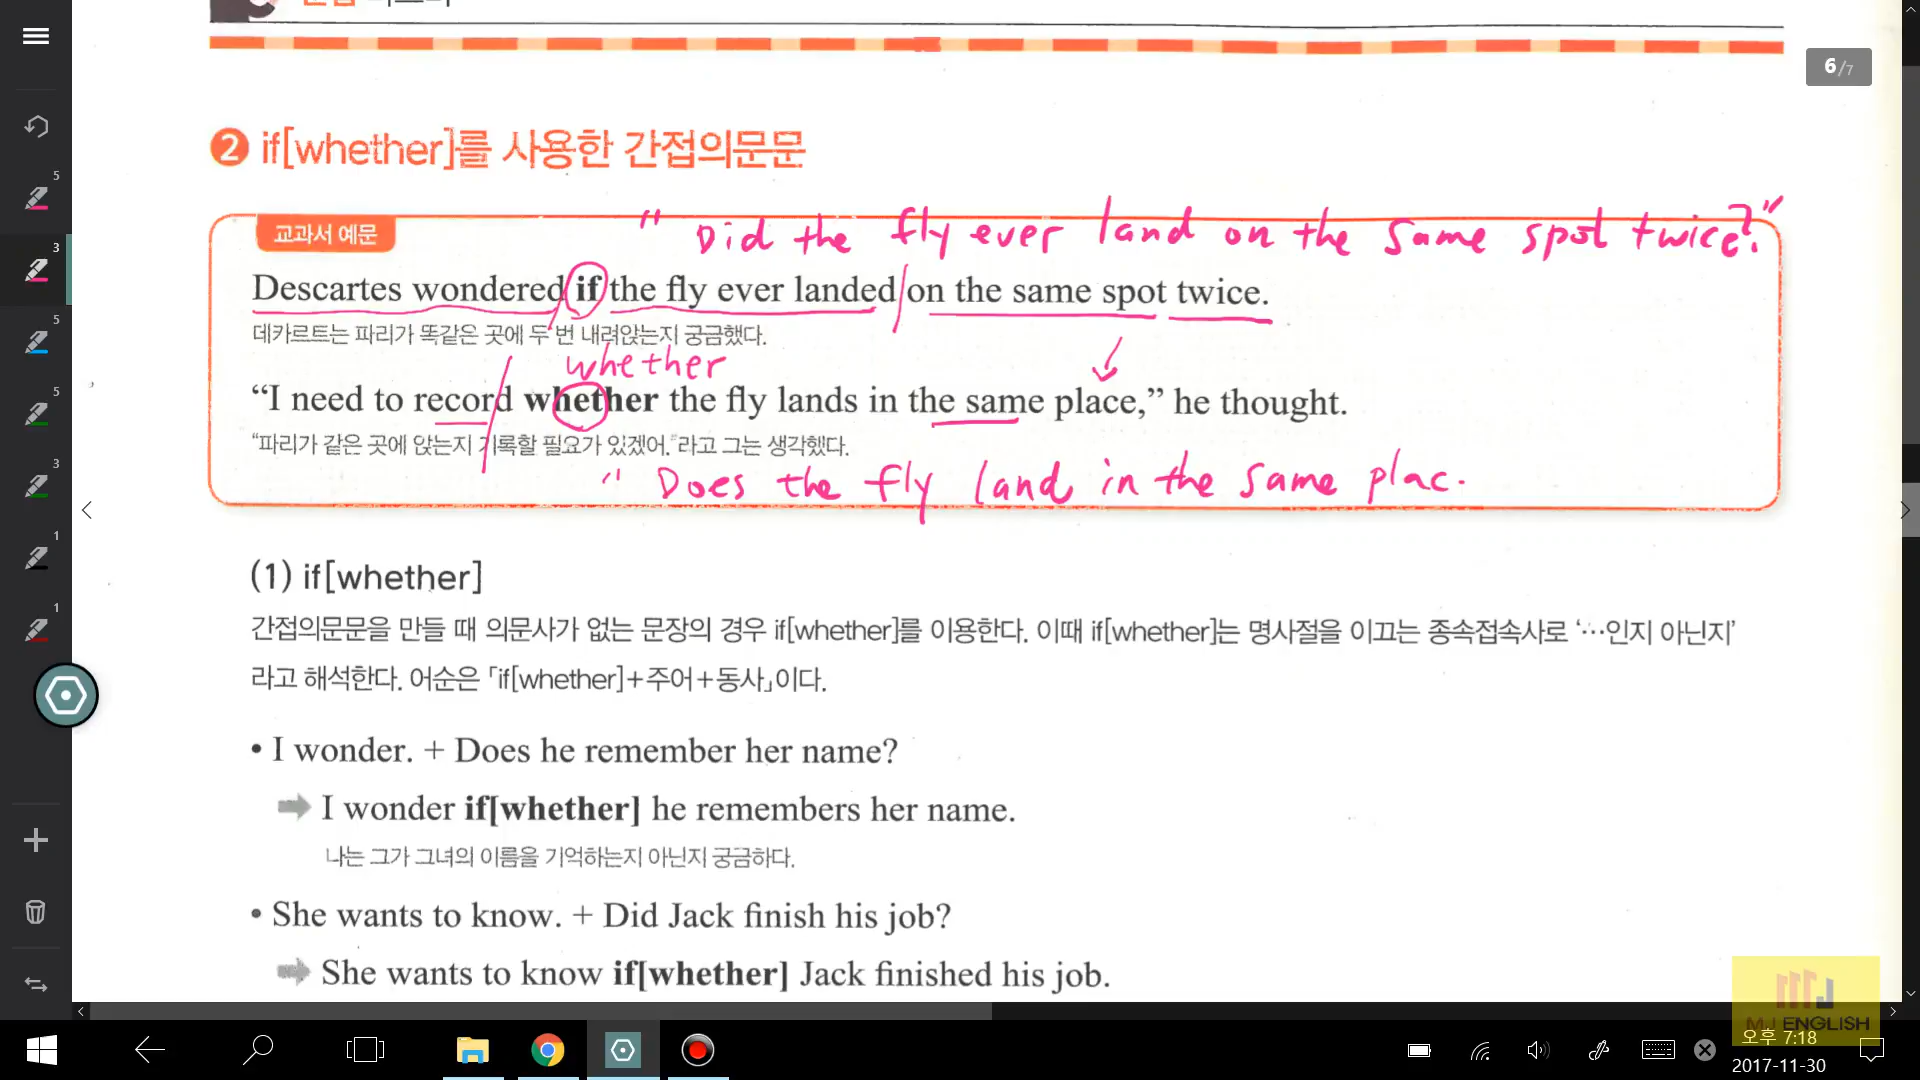 6/7
2 if[whether]를 사용한 간접의문문
교과서 예문
" Did the fly ever land on the same spot twice?"
Descartes wondered if the fly ever landed on the same spot twice.
데카르트는 파리가 똑같은 곳에 두 번 내려앉는지 궁금했다.
whether
“I need to record whether the fly lands in the same place,” he thought.
“파리가 같은 곳에 앉는지 기록할 필요가 있겠어.”라고 그는 생각했다.
" Does the fly land in the same plac.
(1) if[whether]
간접의문문을 만들 때 의문사가 없는 문장의 경우 if[whether]를 이용한다. 이때 if[whether]는 명사절을 이끄는 종속접속사로 ‘…인지 아닌지’
라고 해석한다. 어순은 「if[whether]+주어+동사」이다.
• I wonder. + Does he remember her name?
➡ I wonder if[whether] he remembers her name.
나는 그가 그녀의 이름을 기억하는지 아닌지 궁금하다.
• She wants to know. + Did Jack finish his job?
➡ She wants to know if[whether] Jack finished his job.
5
3
5
5
3
1
1
MJ ENGLISH
오후 7:18
2017-11-30